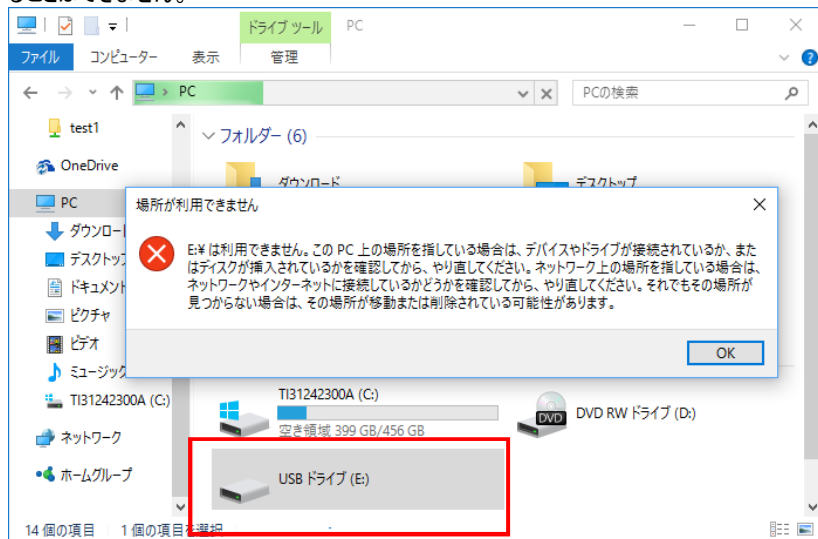 ことができません。
ドライブ ツール PC
ファイル コンピューター 表示 管理
PC PCの検索
test1
フォルダー (6)
OneDrive
ダウンロード デスクトップ
PC
場所が利用できません
ダウンロー
デスクトッ
ドキュメン
ピクチャ
ビデオ
ミュージック
E:¥ は利用できません。この PC 上の場所を指している場合は、デバイスやドライブが接続されているか、また
はディスクが挿入されているかを確認してから、やり直してください。ネットワーク上の場所を指している場合は、
ネットワークやインターネットに接続しているかどうかを確認してから、やり直してください。それでもその場所が
見つからない場合は、その場所が移動または削除されている可能性があります。
OK
TI31242300A (C:)
TI31242300A (C:)
空き領域 399 GB/456 GB
DVD
DVD RW ドライブ (D:)
ネットワーク
ホームグループ
USB ドライブ (E:)
14 個の項目 1 個の項目を選択